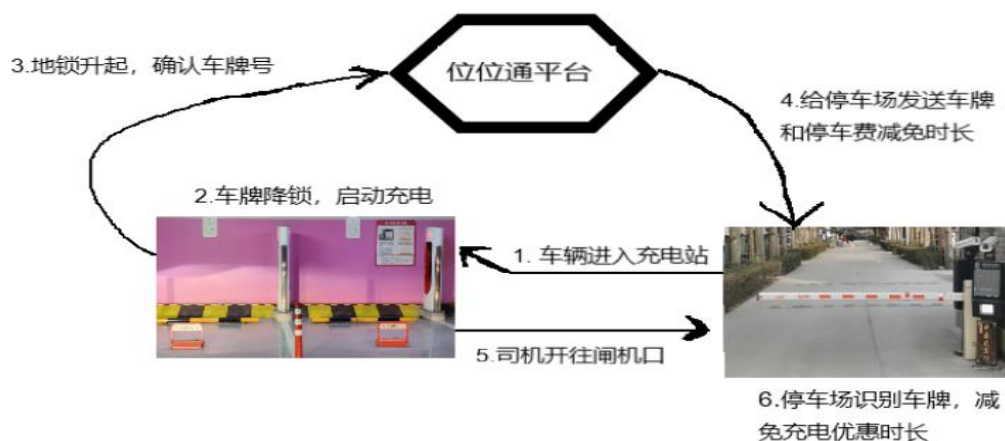 3.地锁升起，确认车牌号
位位通平台
4.给停车场发送车牌
和停车费减免时长
2.车牌降锁，启动充电
1. 车辆进入充电站
5.司机开往闸机口
6.停车场识别车牌，减
免充电优惠时长